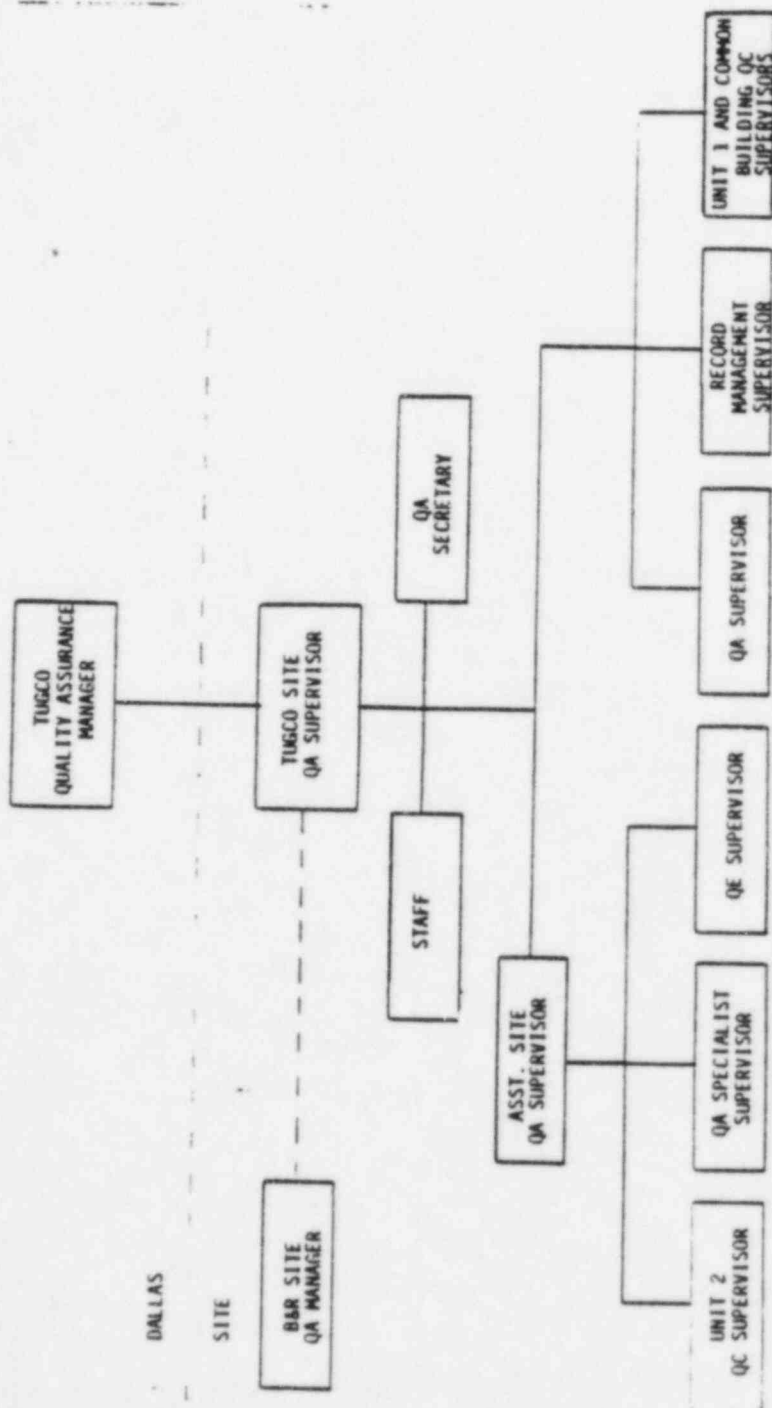 TUGCO
QUALITY ASSURANCE
MANAGER
DALLAS
SITE
B&R SITE
QA MANAGER
TUGCO SITE
QA SUPERVISOR
STAFF
QA
SECRETARY
ASST. SITE
QA SUPERVISOR
UNIT 2
QC SUPERVISOR
QA SPECIALIST
SUPERVISOR
QE SUPERVISOR
QA SUPERVISOR
RECORD
MANAGEMENT
SUPERVISOR
UNIT 1 AND COMMON
BUILDING QC
SUPERVISORS